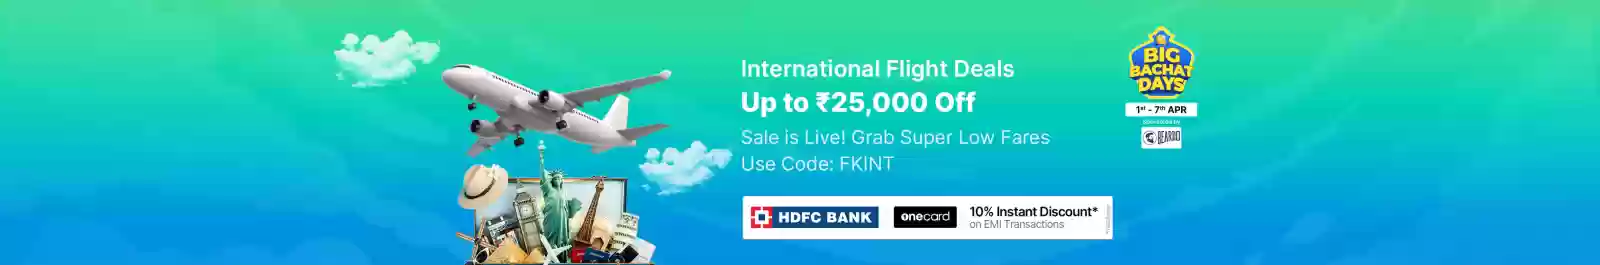 International Flight Deals
Up to ₹25,000 Off
Sale is Live! Grab Super Low Fares
Use Code: FKINT
HDFC BANK
onecard
10% Instant Discount*
on EMI Transactions
BIG
BACHAT
DAYS
1st - 7th APR
BEARDO